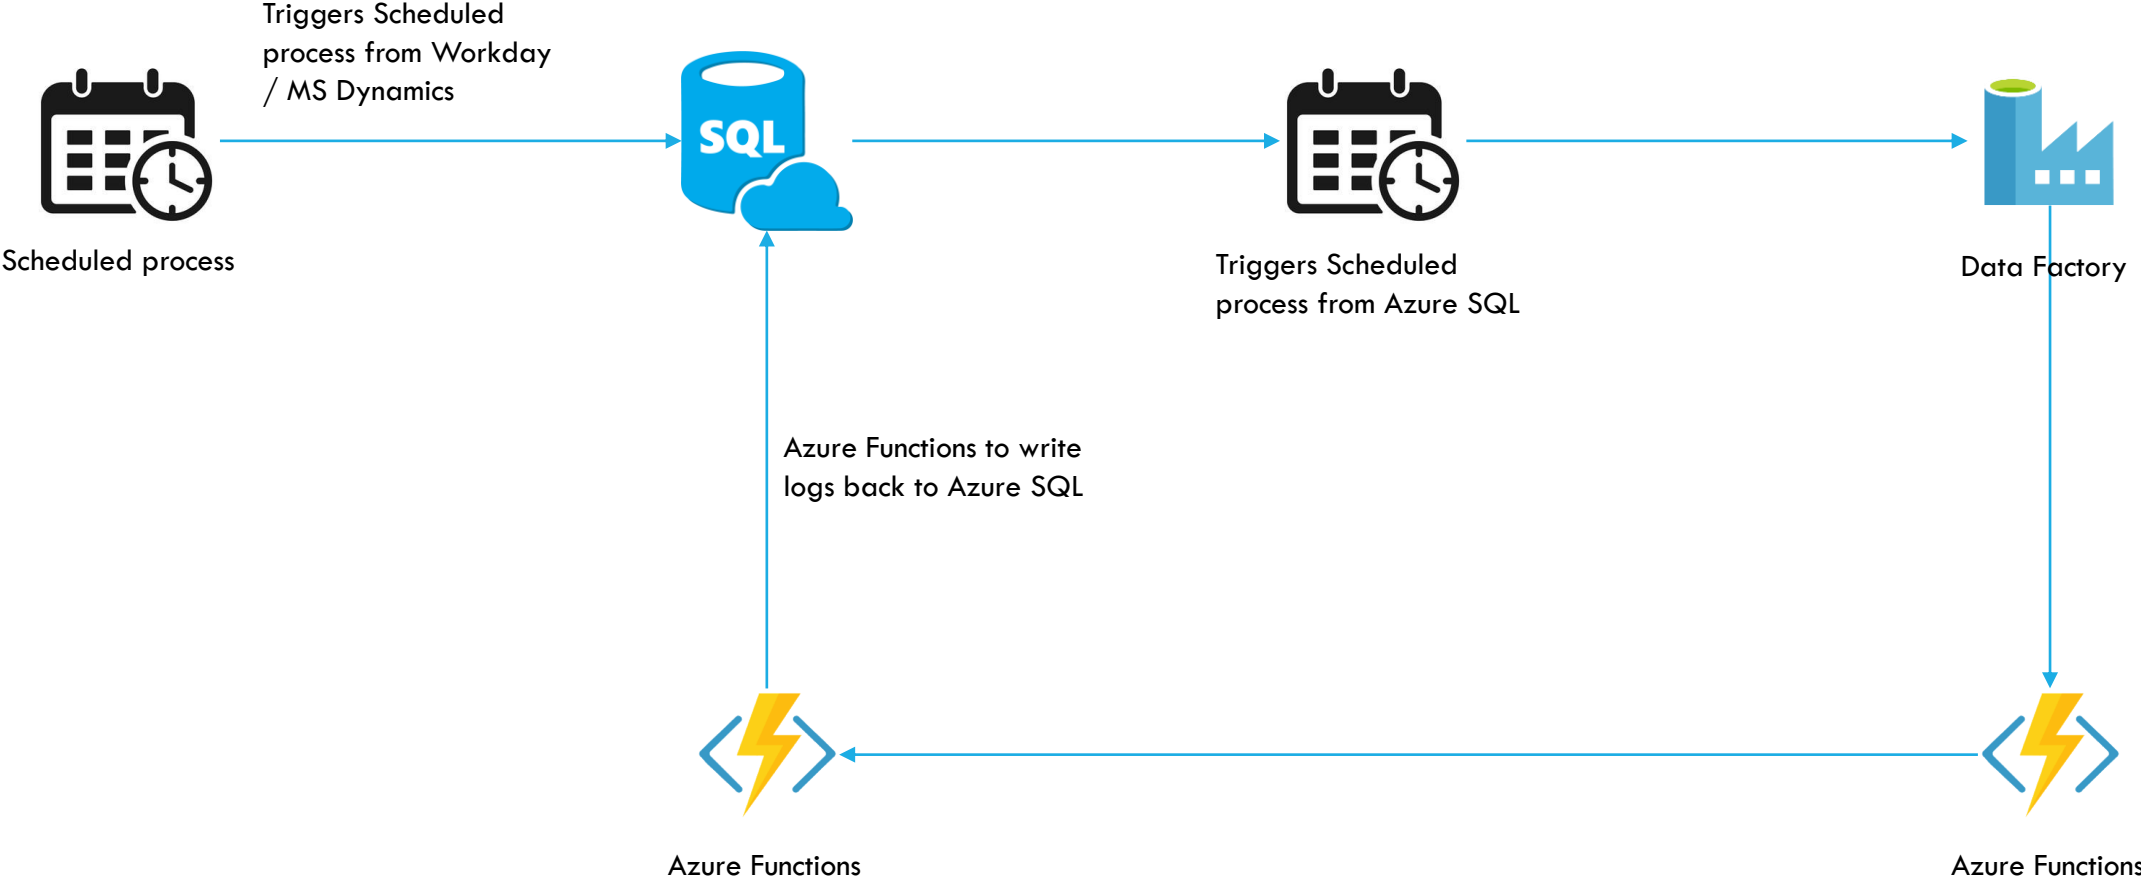 Triggers Scheduled
process from Workday
/ MS Dynamics
SQL
Scheduled process
Triggers Scheduled
process from Azure SQL
Data Factory
Azure Functions to write
logs back to Azure SQL
Azure Functions
Azure Functions